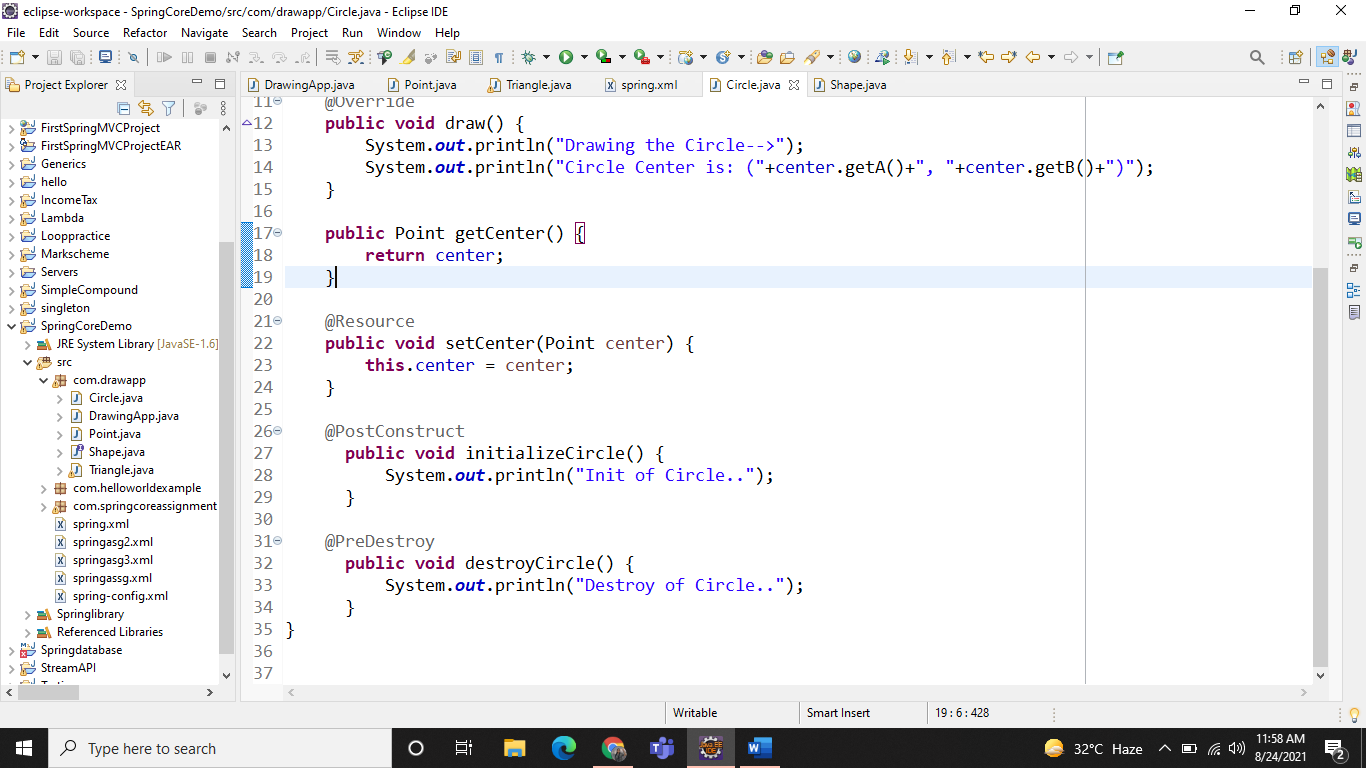 eclipse-workspace - SpringCoreDemo/src/com/drawapp/Circle.java - Eclipse IDE
File Edit Source Refactor Navigate Search Project Run Window Help
Project Explorer
FirstSpringMVCProject
FirstSpringMVCProjectEAR
Generics
hello
IncomeTax
Lambda
Looppractice
Markscheme
Servers
SimpleCompound
singleton
SpringCoreDemo
JRE System Library [JavaSE-1.6]
src
com.drawapp
Circle.java
DrawingApp.java
Point.java
Shape.java
Triangle.java
com.helloworldexample
com.springcoreassignment
spring.xml
springasg2.xml
springasg3.xml
springassg.xml
spring-config.xml
Springlibrary
Referenced Libraries
Springdatabase
StreamAPI
DrawingApp.java Point.java Triangle.java spring.xml Circle.java Shape.java
11 @Override
12 public void draw() {
13 System.out.println("Drawing the Circle-->");
14 System.out.println("Circle Center is: ("+center.getA()+", "+center.getB()+")");
15 }
16
17 public Point getCenter() {
18 return center;
19 }
20
21 @Resource
22 public void setCenter(Point center) {
23 this.center = center;
24 }
25
26 @PostConstruct
27 public void initializeCircle() {
28 System.out.println("Init of Circle..");
29 }
30
31 @PreDestroy
32 public void destroyCircle() {
33 System.out.println("Destroy of Circle..");
34 }
35 }
36
37
Writable Smart Insert 19 : 6 : 428
Type here to search
32°C Haze
11:58 AM
8/24/2021
2